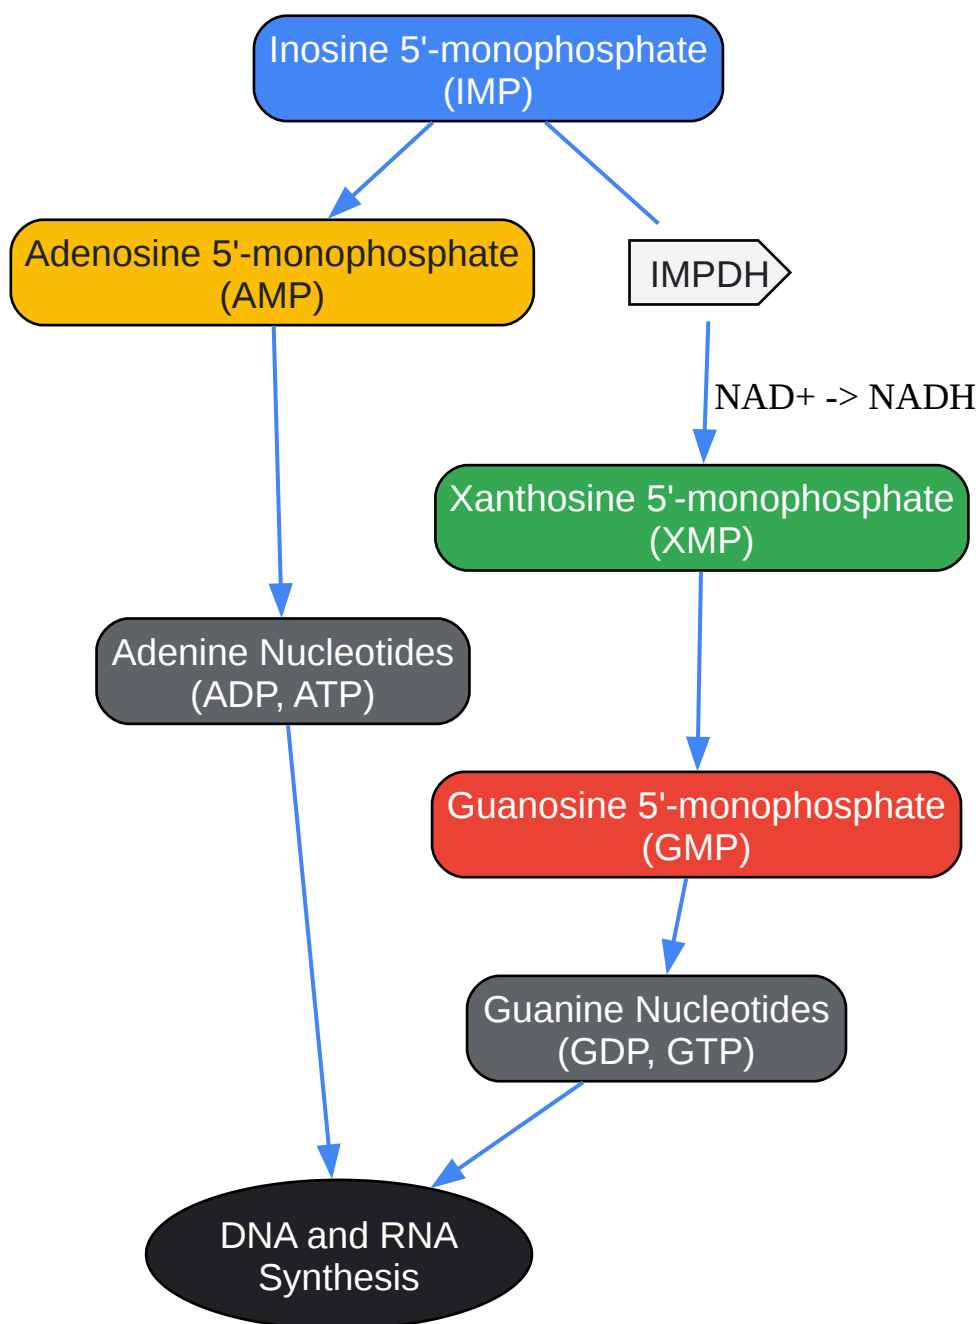 Inosine 5'-monophosphate
(IMP)
Adenosine 5'-monophosphate
(AMP)
IMPDH
NAD+ -> NADH
Xanthosine 5'-monophosphate
(XMP)
Adenine Nucleotides
(ADP, ATP)
Guanosine 5'-monophosphate
(GMP)
Guanine Nucleotides
(GDP, GTP)
DNA and RNA
Synthesis